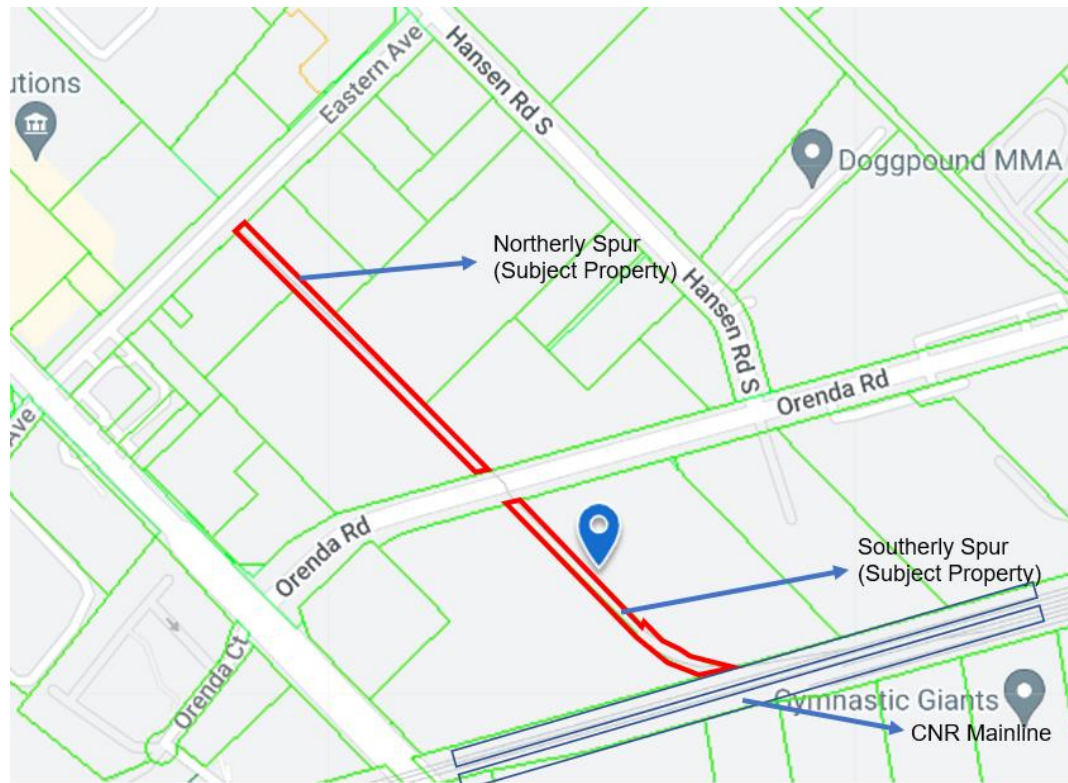 Eastern Ave
Hansen Rd S
utions
Doggpound MMA
Northerly Spur
(Subject Property)
Hansen Rd S
Orenda Rd
Ave
Orenda Rd
Southerly Spur
(Subject Property)
Orenda Ct
Gymnastic Giants
CNR Mainline